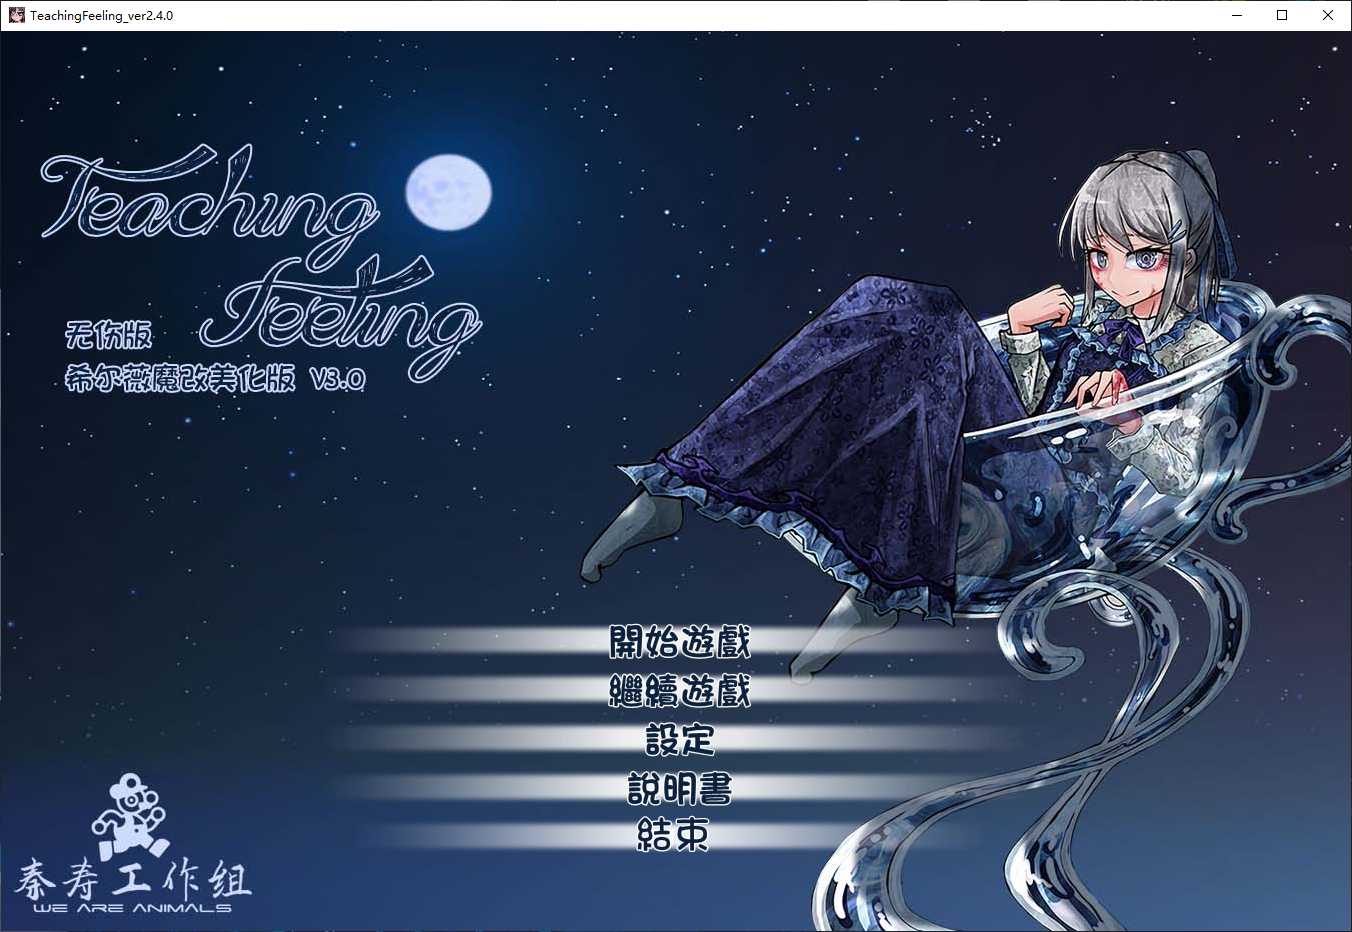 TeachingFeeling_ver2.4.0
Teaching
Feeling
无伤版
希尔薇魔改美化版 V3.0
開始遊戲
繼續遊戲
設定
說明書
結束
秦寿工作组
WE ARE ANIMALS